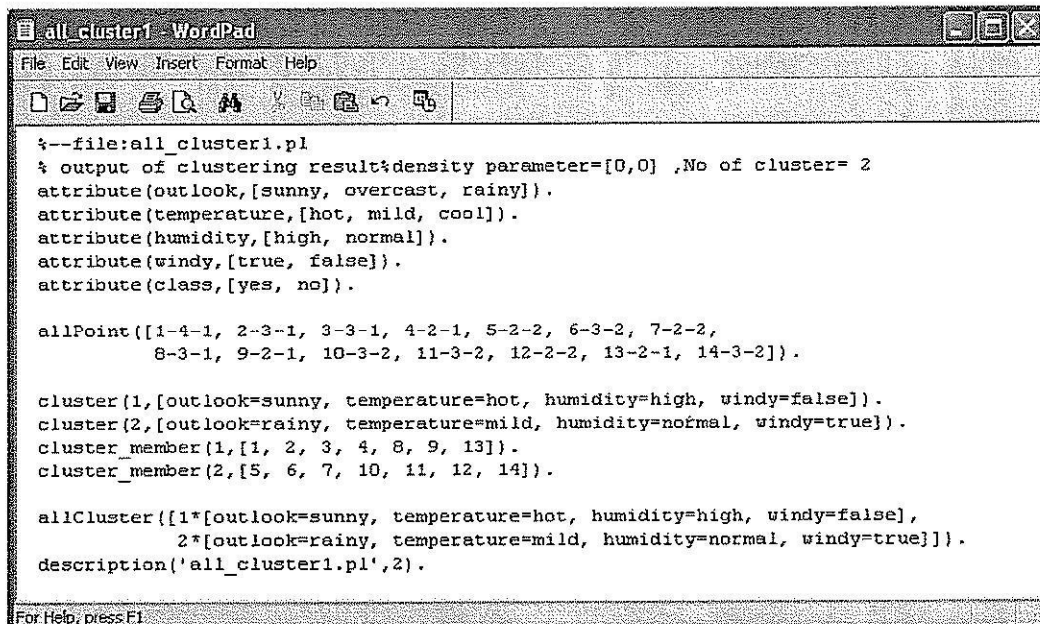 all_cluster1 - WordPad
File Edit View Insert Format Help
%--file:all_cluster1.pl
% output of clustering result%density parameter=[0,0] ,No of cluster= 2
attribute(outlook,[sunny, overcast, rainy]).
attribute(temperature,[hot, mild, cool]).
attribute(humidity,[high, normal]).
attribute(windy,[true, false]).
attribute(class,[yes, no]).
allPoint([1-4-1, 2-3-1, 3-3-1, 4-2-1, 5-2-2, 6-3-2, 7-2-2,
8-3-1, 9-2-1, 10-3-2, 11-3-2, 12-2-2, 13-2-1, 14-3-2]).
cluster(1,[outlook=sunny, temperature=hot, humidity=high, windy=false]).
cluster(2,[outlook=rainy, temperature=mild, humidity=normal, windy=true]).
cluster_member(1,[1, 2, 3, 4, 8, 9, 13]).
cluster_member(2,[5, 6, 7, 10, 11, 12, 14]).
allCluster([1*[outlook=sunny, temperature=hot, humidity=high, windy=false],
2*[outlook=rainy, temperature=mild, humidity=normal, windy=true]]).
description('all_cluster1.pl',2).
For Help, press F1